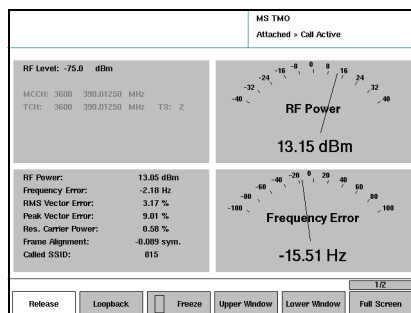 MS TMO
Attached > Call Active
RF Level: -75.0 dBm
MCCH: 3600 390.01250 MHz
TCH: 3600 390.01250 MHz TS: 2
-40 -32 -24 -16 -8 0 8 16 24 32 40
RF Power
13.15 dBm
RF Power: 13.05 dBm
Frequency Error: -2.18 Hz
RMS Vector Error: 3.17 %
Peak Vector Error: 9.01 %
Res. Carrier Power: 0.58 %
Frame Alignment: -0.089 sym.
Called SSID: 815
-100 -80 -60 -40 -20 0 20 40 60 80 100
Frequency Error
-15.51 Hz
1/2
Release Loopback Freeze Upper Window Lower Window Full Screen